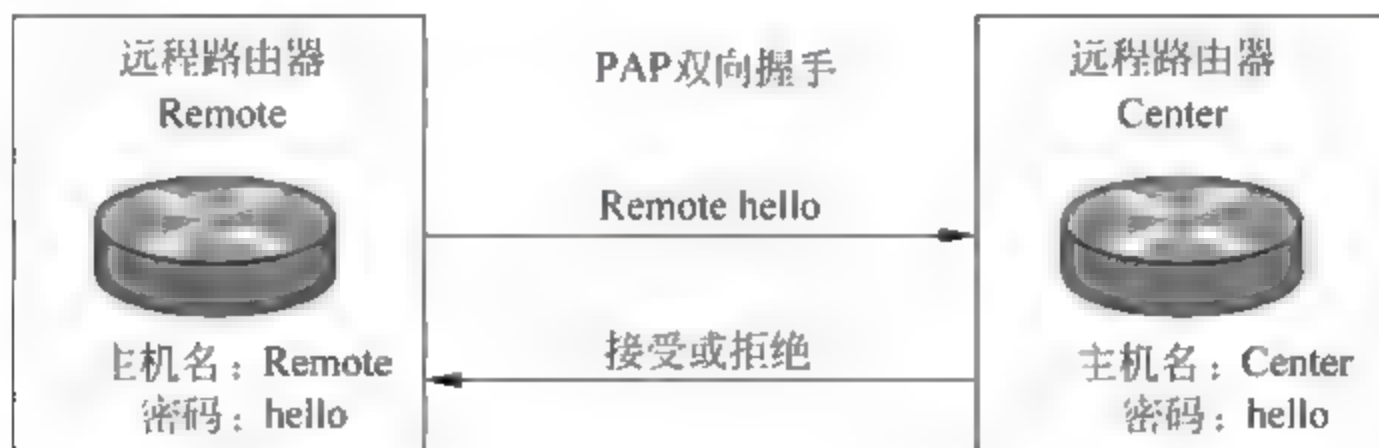 远程路由器
Remote
主机名：Remote
密码：hello
PAP双向握手
Remote hello
接受或拒绝
远程路由器
Center
主机名：Center
密码：hello